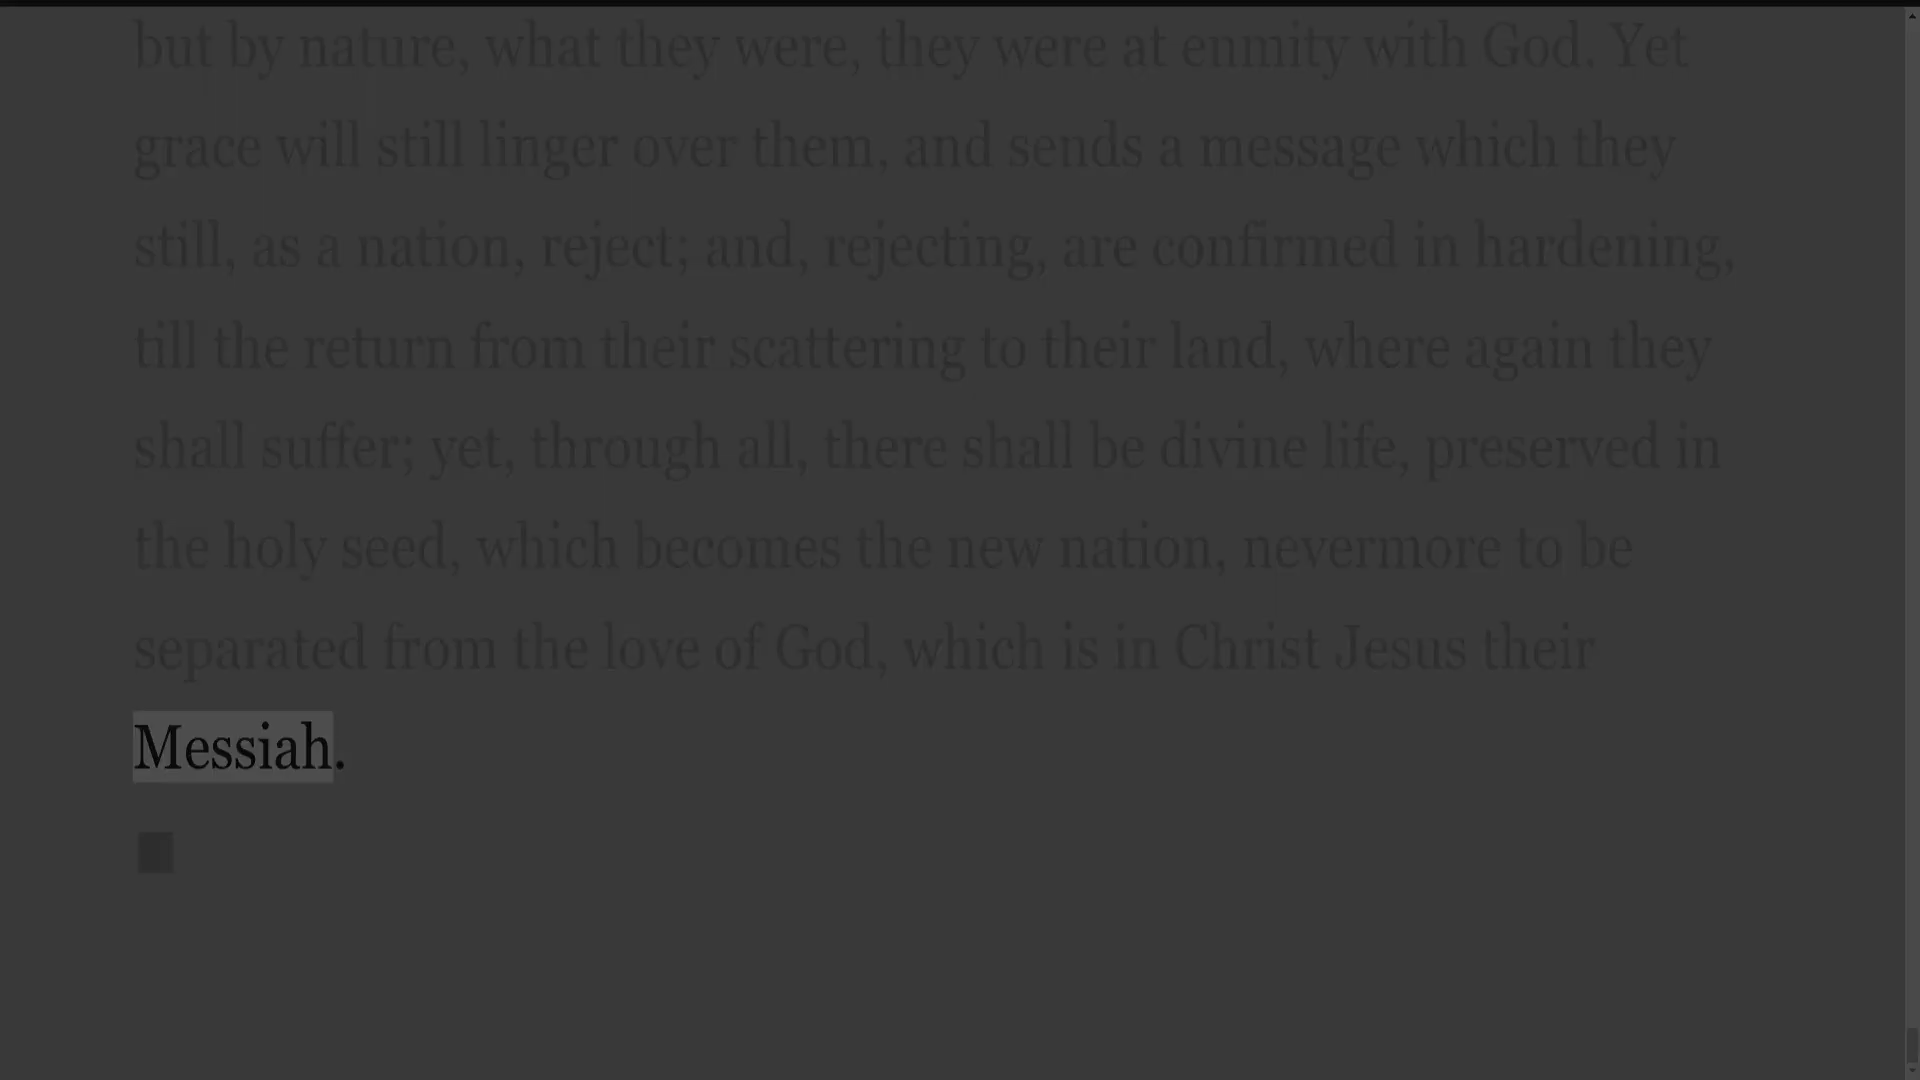 but by nature, what they were, they were at enmity with God. Yet
grace will still linger over them, and sends a message which they
still, as a nation, reject; and, rejecting, are confirmed in hardening,
till the return from their scattering to their land, where again they
shall suffer; yet, through all, there shall be divine life, preserved in
the holy seed, which becomes the new nation, nevermore to be
separated from the love of God, which is in Christ Jesus their
Messiah.